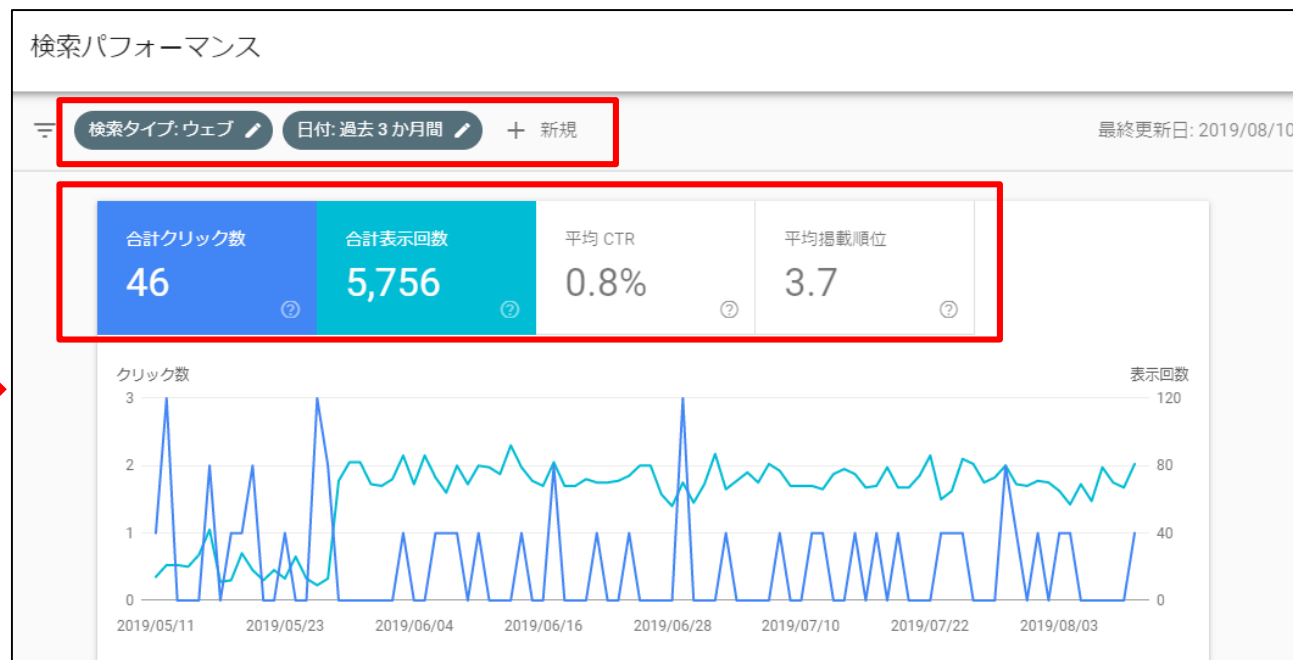 検索パフォーマンス
検索タイプ: ウェブ 日付: 過去 3 か月間 + 新規 最終更新日: 2019/08/10
合計クリック数 合計表示回数 平均 CTR 平均掲載順位
46 5,756 0.8% 3.7
クリック数 表示回数
3 120
2 80
1 40
0 0
2019/05/11 2019/05/23 2019/06/04 2019/06/16 2019/06/28 2019/07/10 2019/07/22 2019/08/03